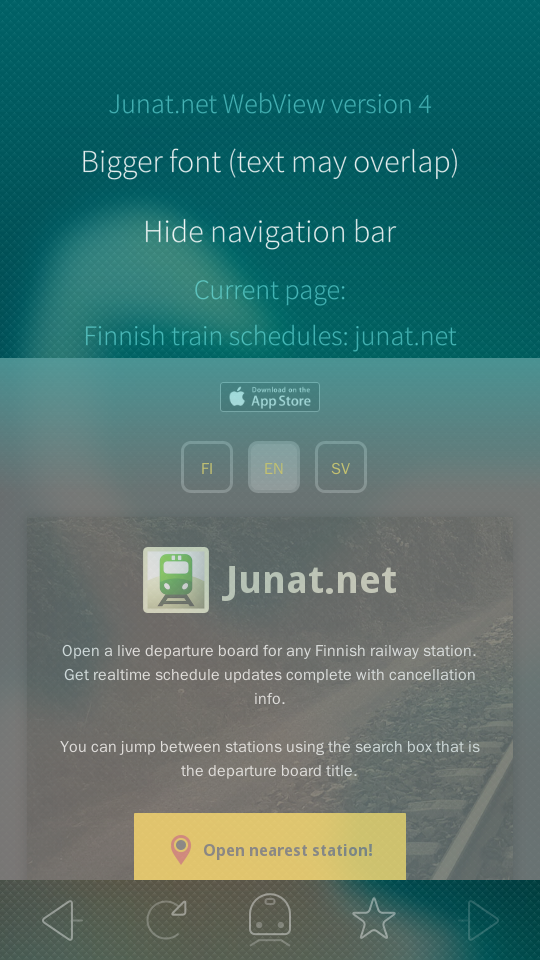 Junat.net WebView version 4
Bigger font (text may overlap)
Hide navigation bar
Current page:
Finnish train schedules: junat.net
Download on the
App Store
FI EN SV
Junat.net
Open a live departure board for any Finnish railway station.
Get realtime schedule updates complete with cancellation
info.
You can jump between stations using the search box that is
the departure board title.
Open nearest station!